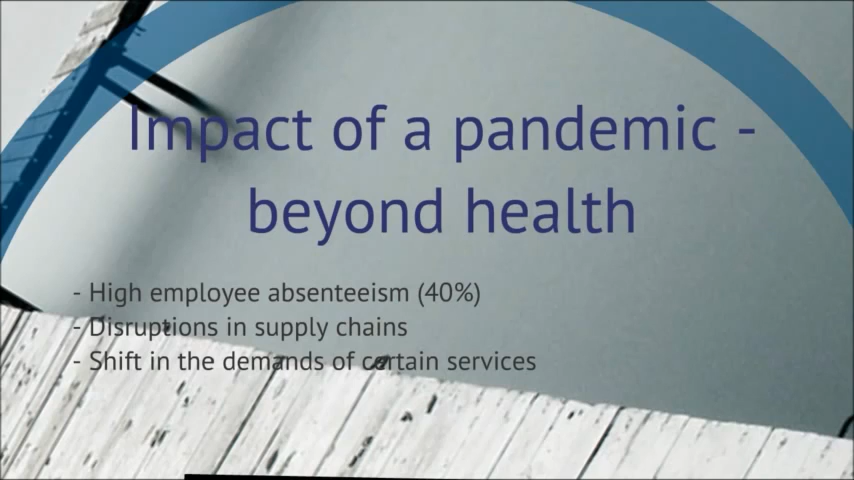 Impact of a pandemic -
beyond health
- High employee absenteeism (40%)
- Disruptions in supply chains
- Shift in the demands of certain services